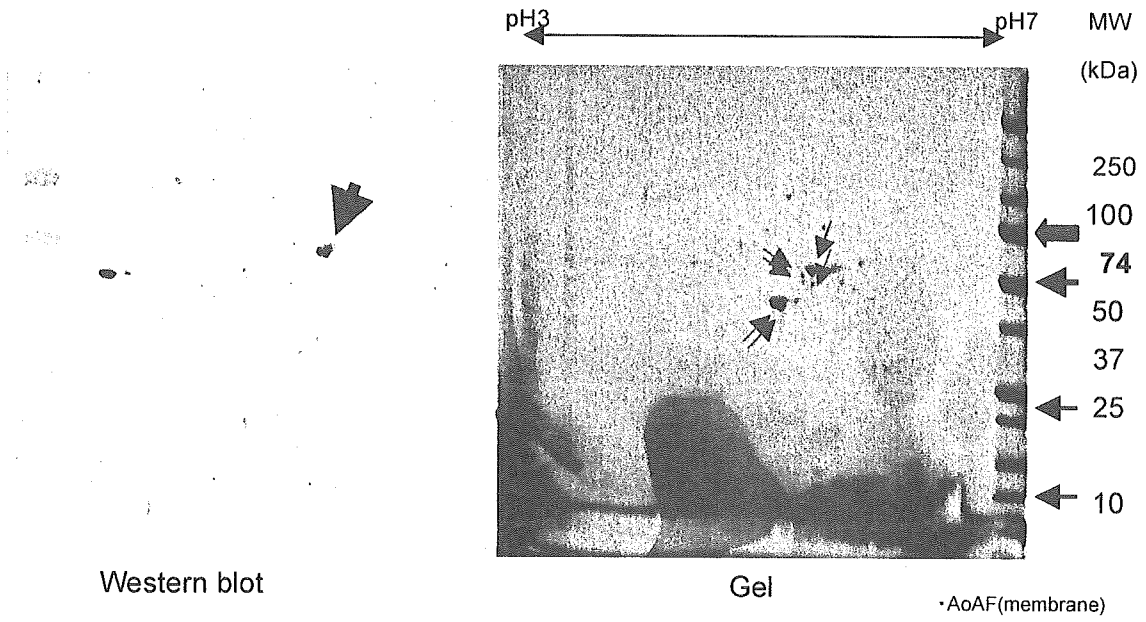 pH3
pH7
MW
(kDa)
250
100
74
50
37
25
10
Western blot
Gel
·AoAF(membrane)